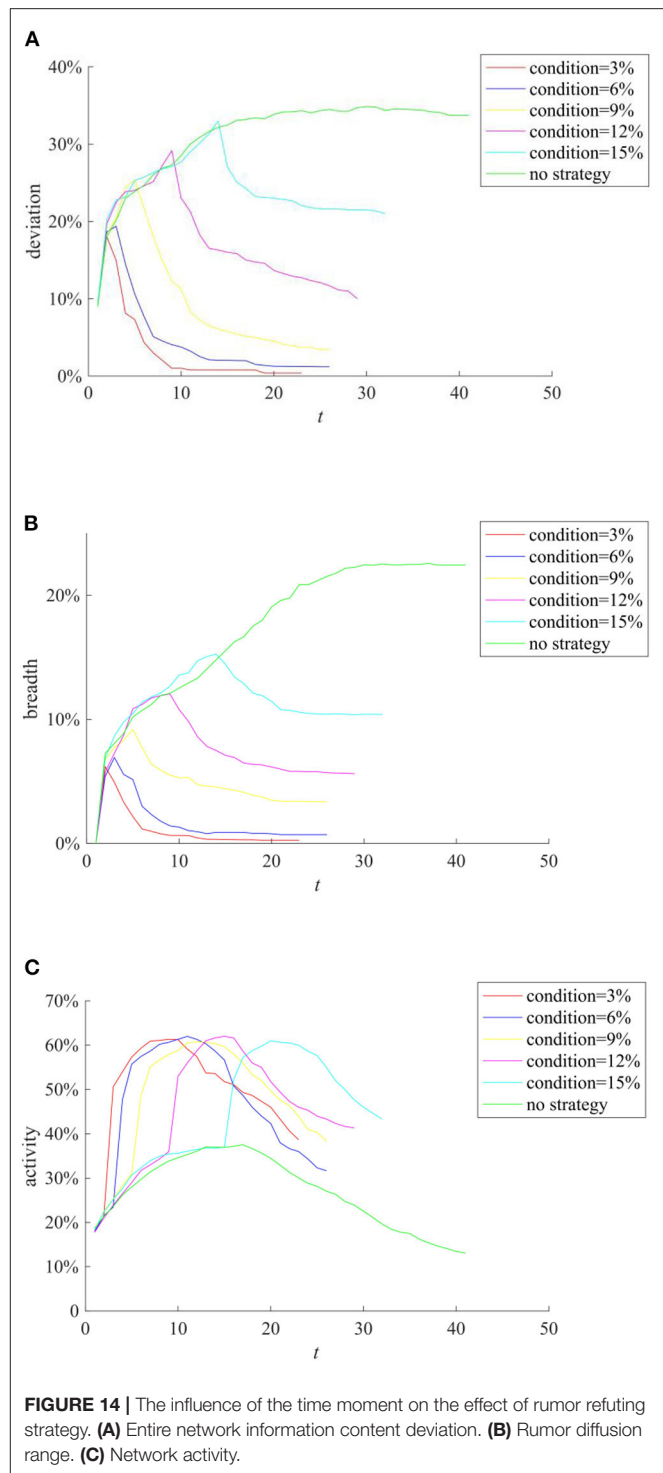 A
40%
30%
20%
10%
0%
deviation
0 10 20 30 40 50
t
condition=3%
condition=6%
condition=9%
condition=12%
condition=15%
no strategy
B
20%
10%
0%
breadth
0 10 20 30 40 50
t
condition=3%
condition=6%
condition=9%
condition=12%
condition=15%
no strategy
C
70%
60%
50%
40%
30%
20%
10%
0
activity
0 10 20 30 40 50
t
condition=3%
condition=6%
condition=9%
condition=12%
condition=15%
no strategy
FIGURE 14 | The influence of the time moment on the effect of rumor refuting
strategy. (A) Entire network information content deviation. (B) Rumor diffusion
range. (C) Network activity.